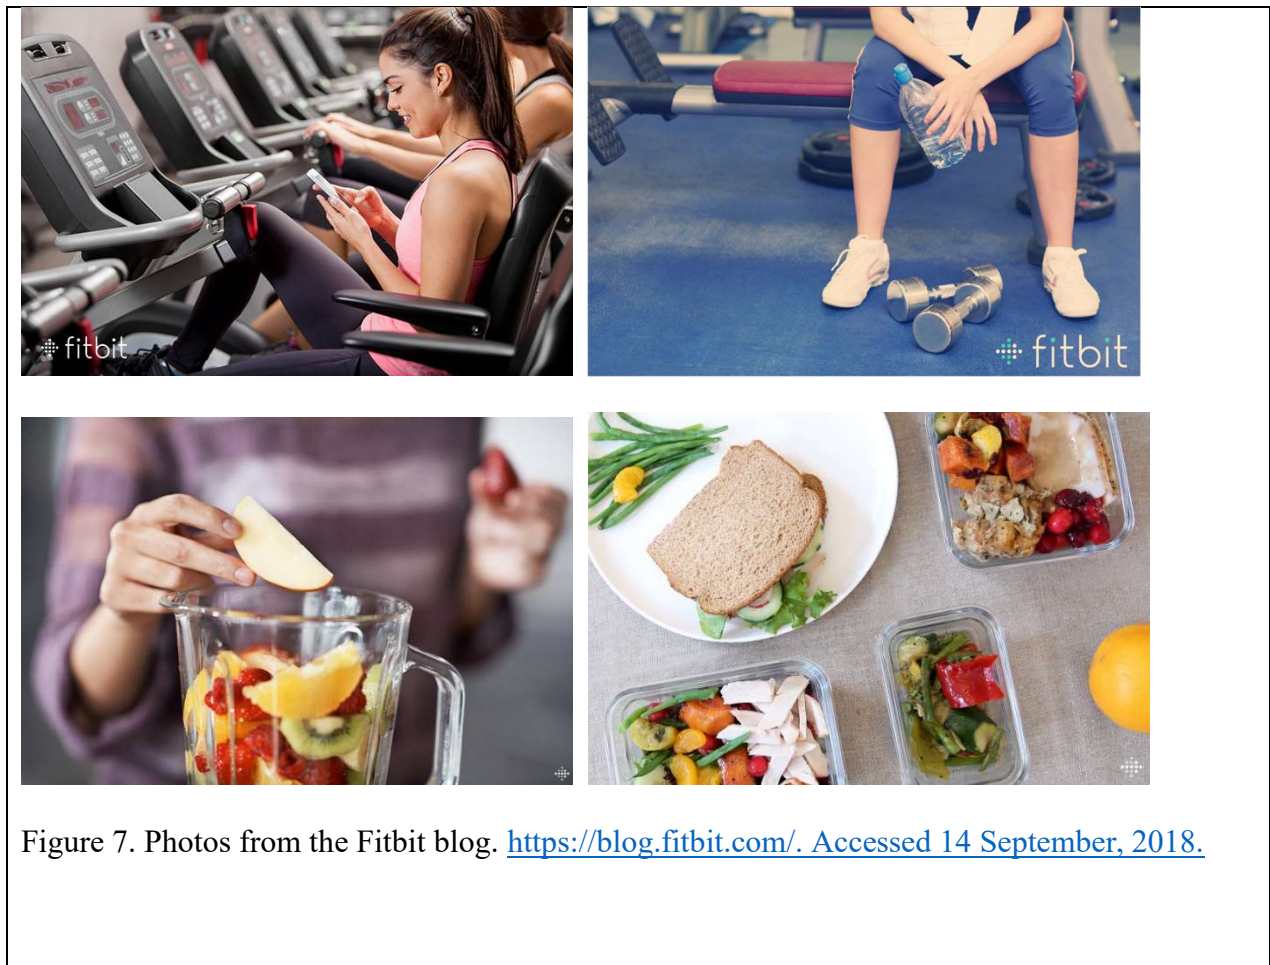 fitbit
fitbit
Figure 7. Photos from the Fitbit blog. https://blog.fitbit.com/. Accessed 14 September, 2018.